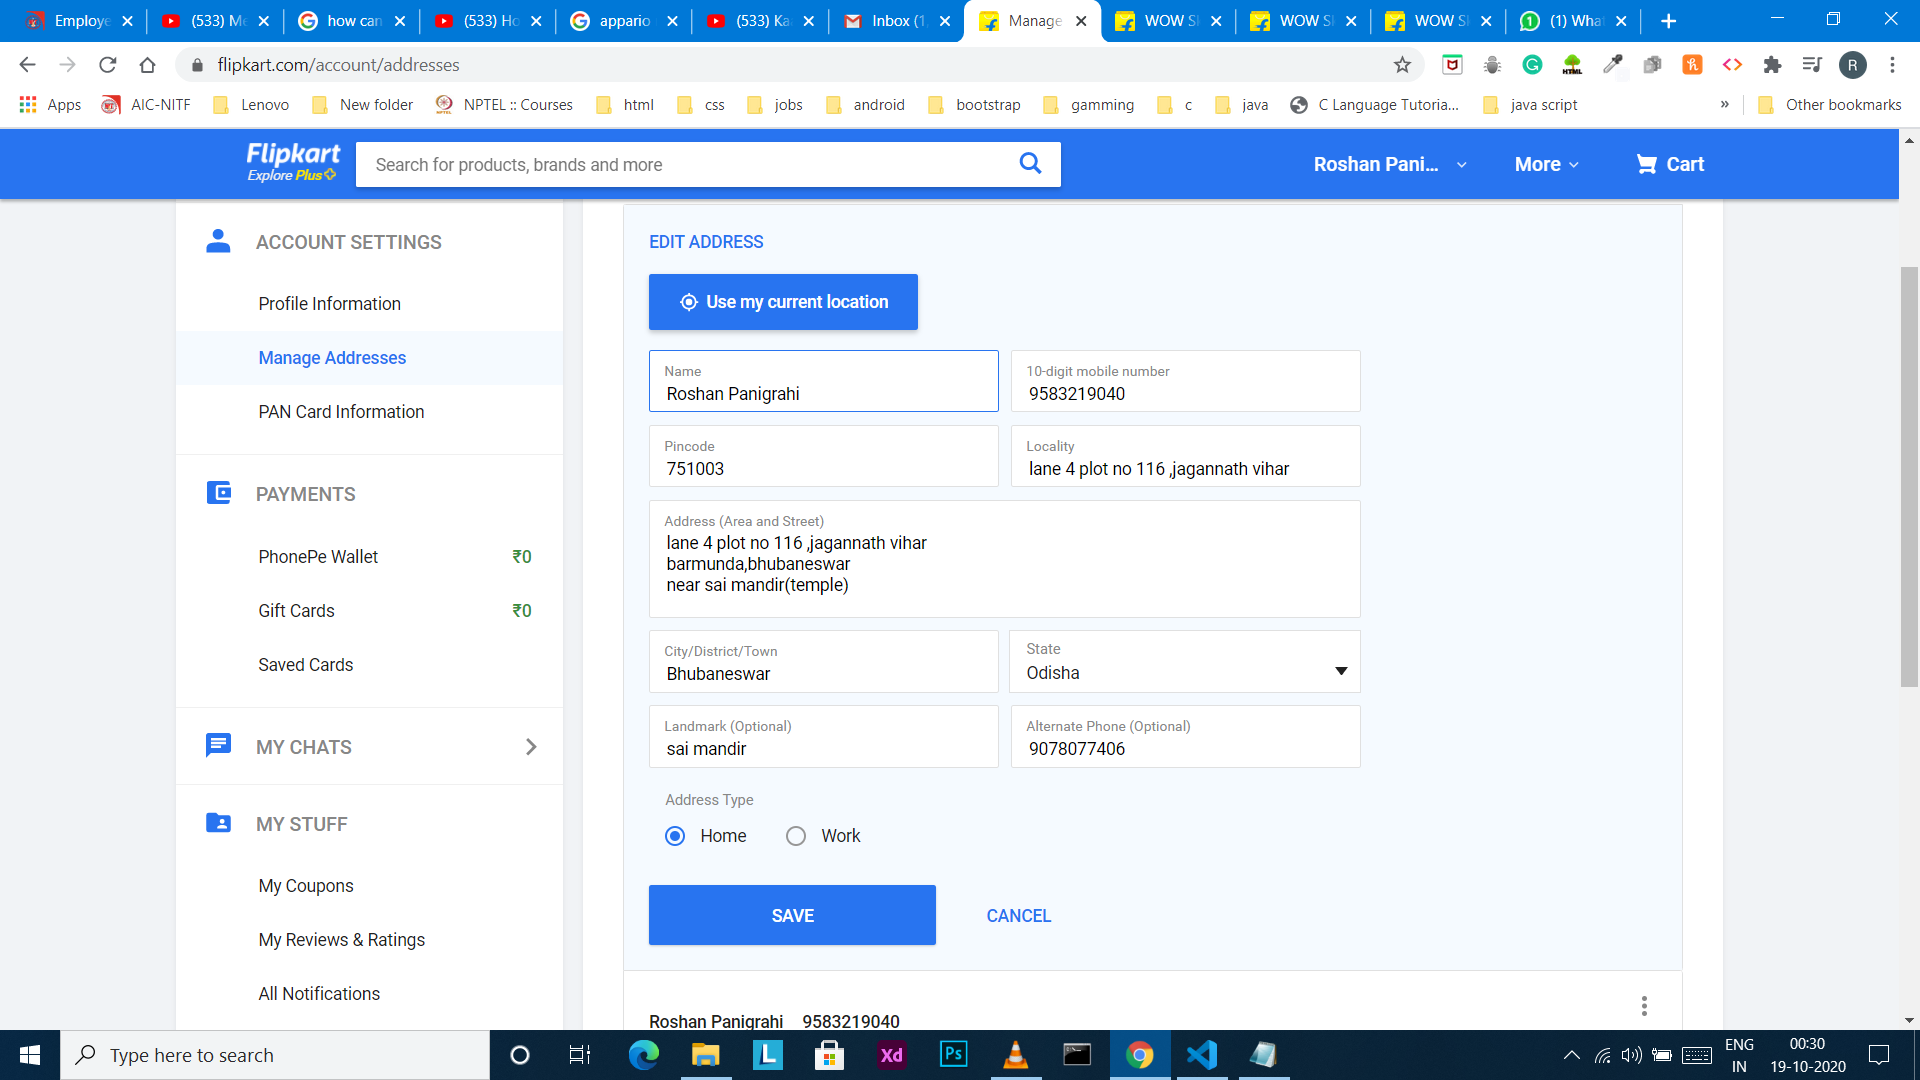 Employe
(533) Me
how can
(533) Ho
appario
(533) Ka
Inbox (1,
Manage
WOW S
WOW S
WOW S
(1) What
flipkart.com/account/addresses
R
Apps
AIC-NITF
Lenovo
New folder
NPTEL :: Courses
html
css
jobs
android
bootstrap
gamming
c
java
C Language Tutoria...
java script
»
Other bookmarks
Flipkart
Explore Plus
Search for products, brands and more
Roshan Pani...
More
Cart
ACCOUNT SETTINGS
Profile Information
Manage Addresses
PAN Card Information
PAYMENTS
PhonePe Wallet ₹0
Gift Cards ₹0
Saved Cards
MY CHATS
MY STUFF
My Coupons
My Reviews & Ratings
All Notifications
EDIT ADDRESS
Use my current location
Name
Roshan Panigrahi
10-digit mobile number
9583219040
Pincode
751003
Locality
lane 4 plot no 116 ,jagannath vihar
Address (Area and Street)
lane 4 plot no 116 ,jagannath vihar
barmunda,bhubaneswar
near sai mandir(temple)
City/District/Town
Bhubaneswar
State
Odisha
Landmark (Optional)
sai mandir
Alternate Phone (Optional)
9078077406
Address Type
Home
Work
SAVE
CANCEL
Roshan Panigrahi 9583219040
Type here to search
L
Xd
Ps
ENG
IN
00:30
19-10-2020